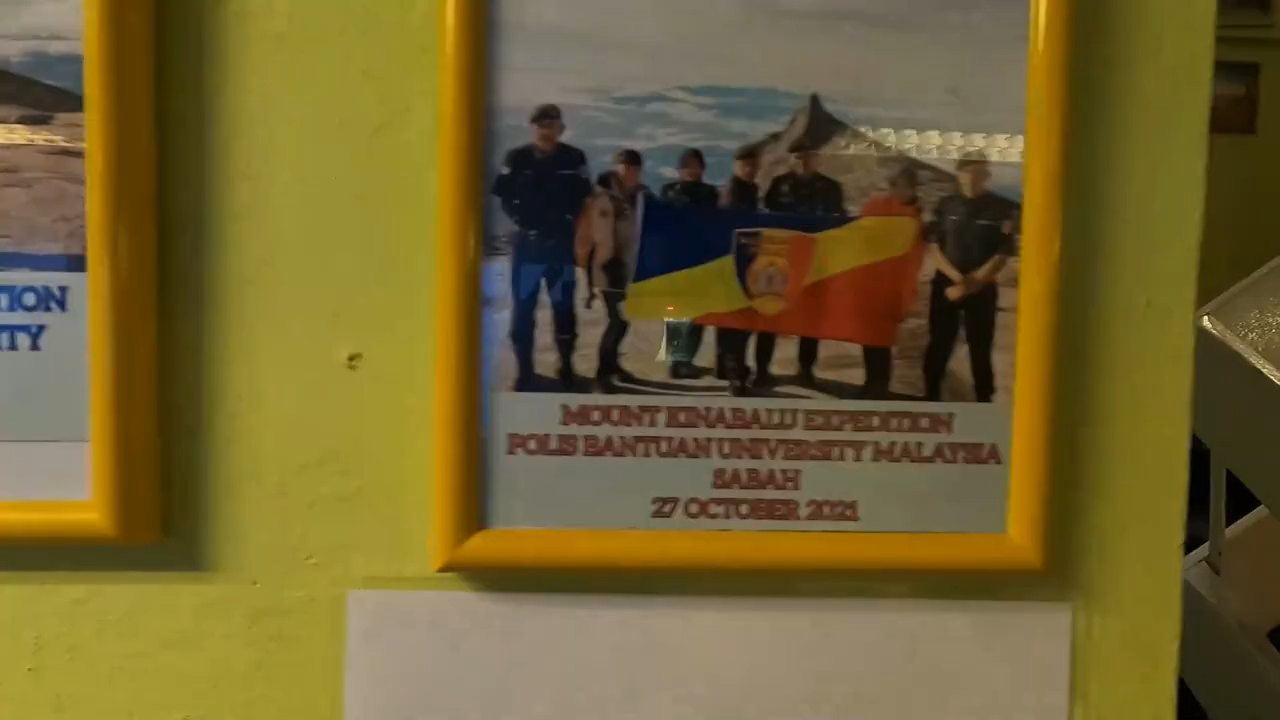 TION
ITY
MOUNT KINABALU EXPEDITION
POLIS BANTUAN UNIVERSITY MALAYSIA
SABAH
27 OCTOBER 2021